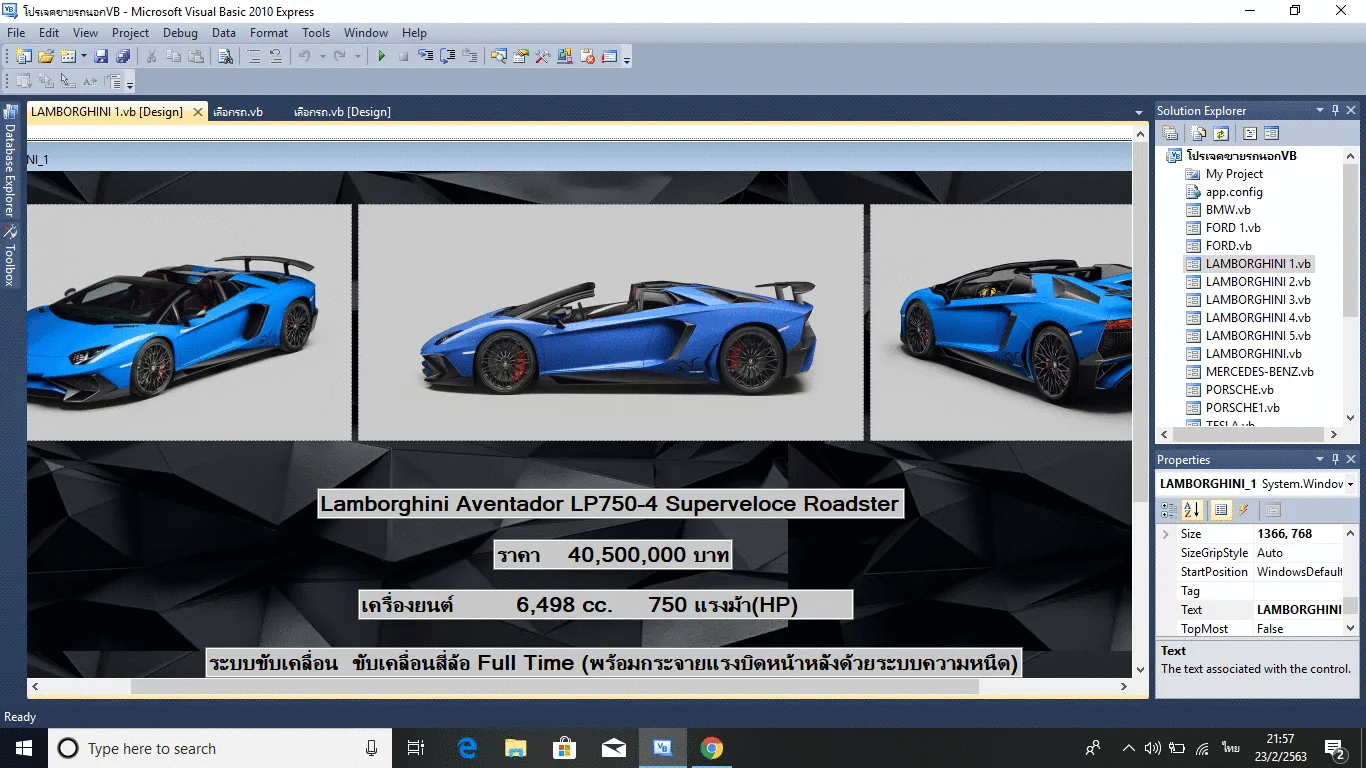 โปรเจคขายรถนอกVB - Microsoft Visual Basic 2010 Express
File Edit View Project Debug Data Format Tools Window Help
LAMBORGHINI 1.vb [Design] เลือกรถ.vb เลือกรถ.vb [Design]
Database Explorer
Toolbox
NI_1
Lamborghini Aventador LP750-4 Superveloce Roadster
ราคา 40,500,000 บาท
เครื่องยนต์ 6,498 cc. 750 แรงม้า(HP)
ระบบขับเคลื่อน ขับเคลื่อนสี่ล้อ Full Time (พร้อมกระจายแรงบิดหน้าหลังด้วยระบบความหนืด)
Solution Explorer
โปรเจคขายรถนอกVB
My Project
app.config
BMW.vb
FORD 1.vb
FORD.vb
LAMBORGHINI 1.vb
LAMBORGHINI 2.vb
LAMBORGHINI 3.vb
LAMBORGHINI 4.vb
LAMBORGHINI 5.vb
LAMBORGHINI.vb
MERCEDES-BENZ.vb
PORSCHE.vb
PORSCHE1.vb
TESLA.vb
Properties
LAMBORGHINI_1 System.Window
Size 1366, 768
SizeGripStyle Auto
StartPosition WindowsDefault
Tag
Text LAMBORGHINI
TopMost False
Text
The text associated with the control.
Ready
Type here to search
ไทย
21:57
23/2/2563
2